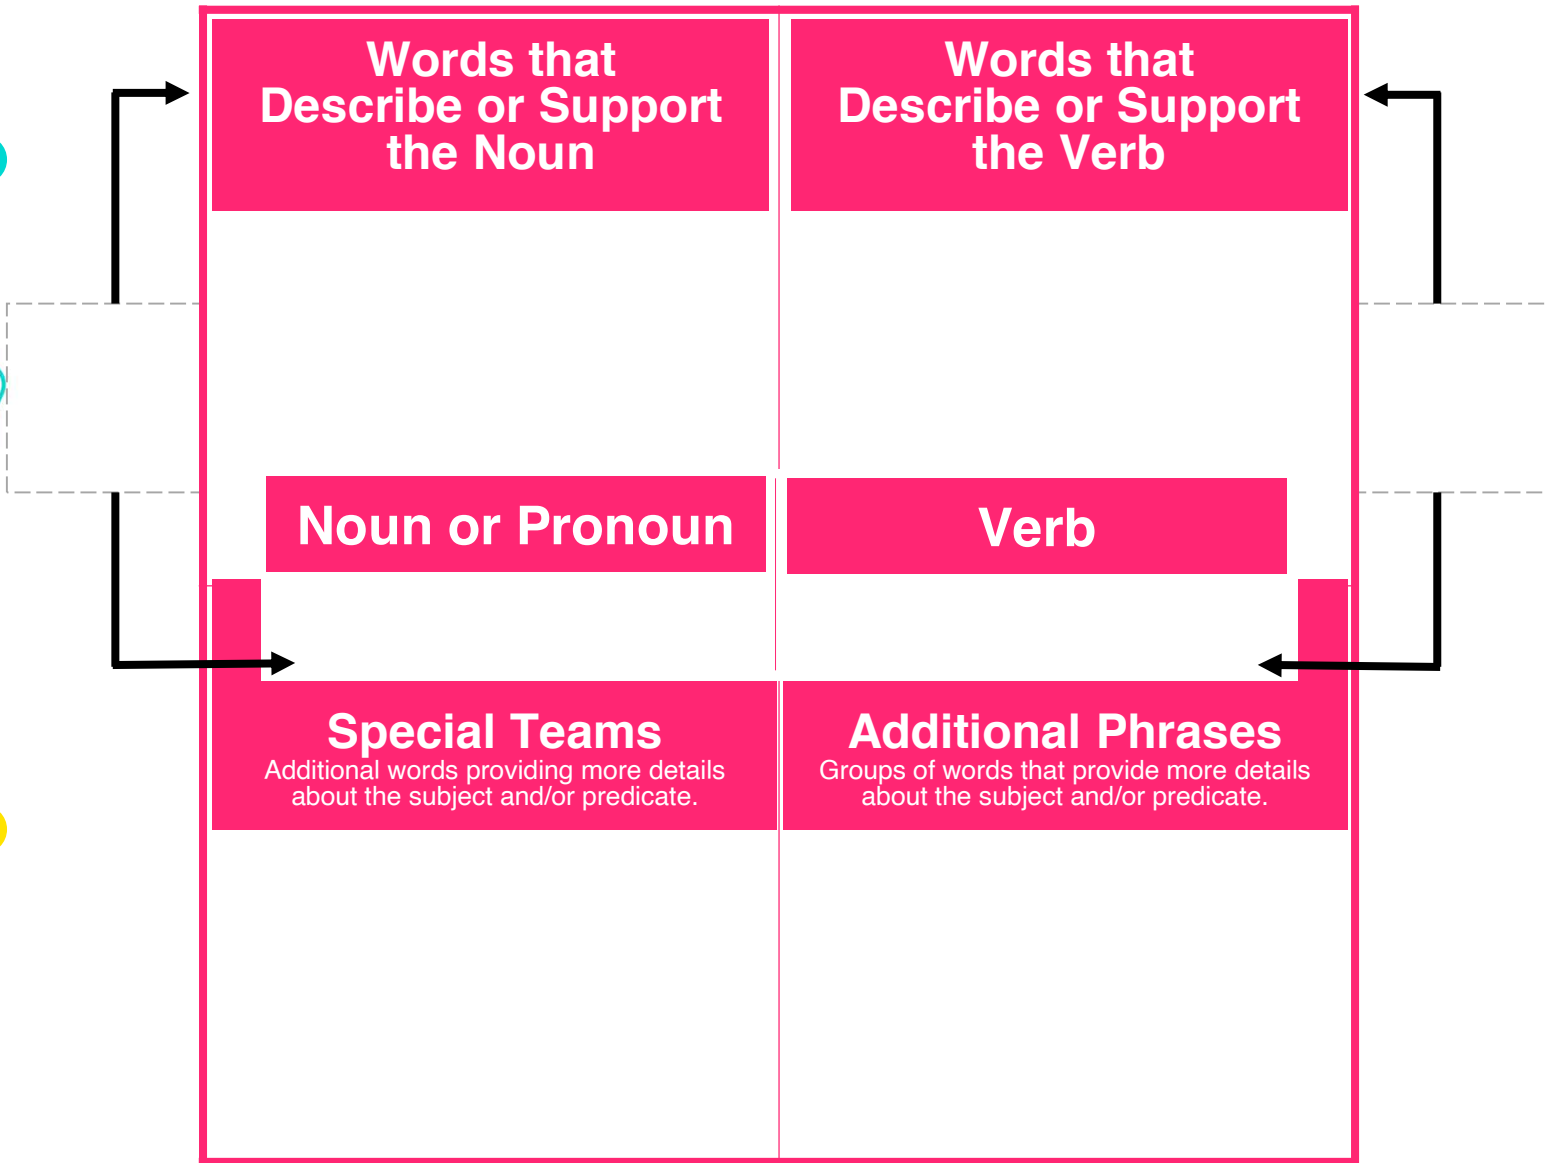 Words that
Describe or Support
the Noun
Words that
Describe or Support
the Verb
Noun or Pronoun
Verb
Special Teams
Additional words providing more details
about the subject and/or predicate.
Additional Phrases
Groups of words that provide more details
about the subject and/or predicate.